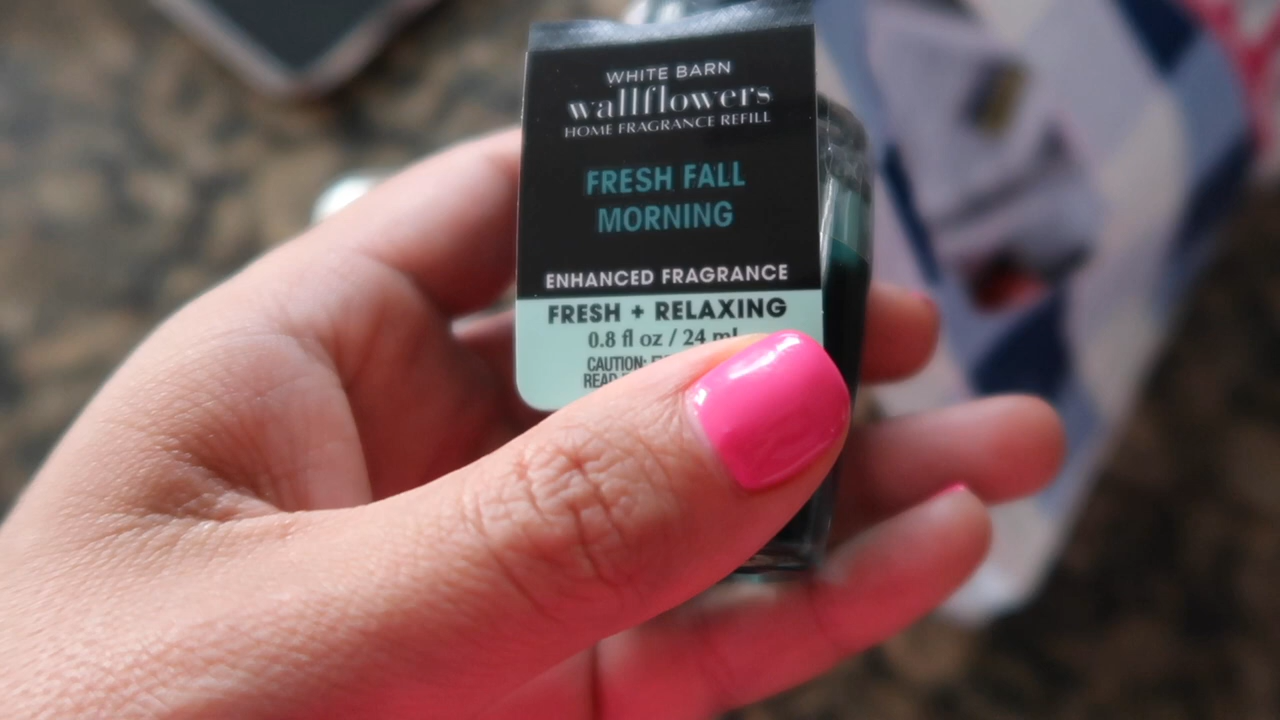 WHITE BARN
wallflowers
HOME FRAGRANCE REFILL
FRESH FALL
MORNING
ENHANCED FRAGRANCE
FRESH + RELAXING
0.8 fl oz / 24 ml
CAUTION:
READ